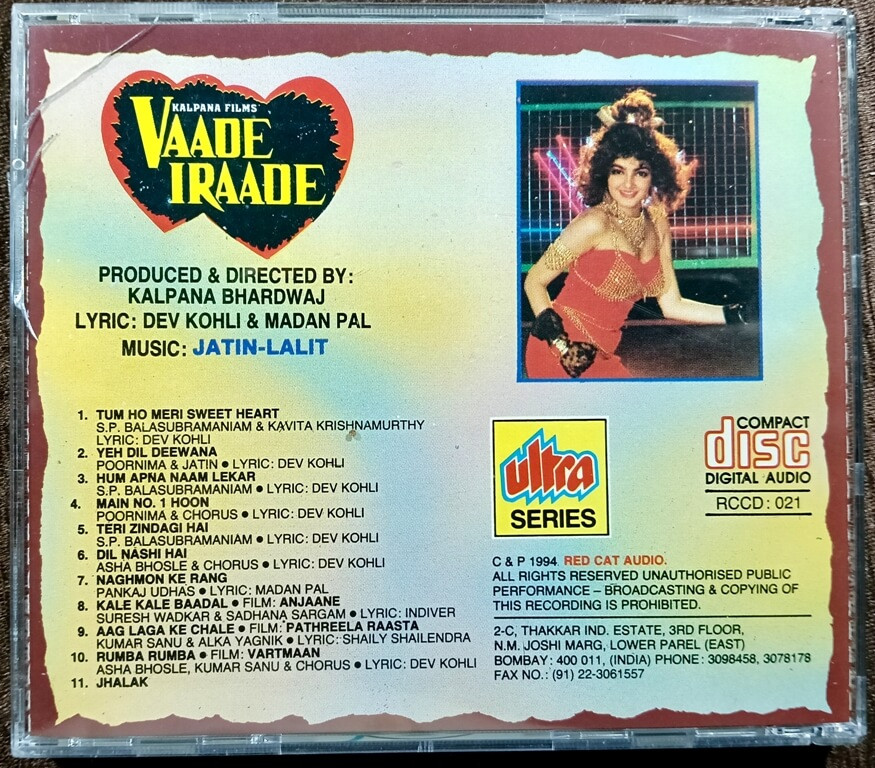 KALPANA FILMS
VAADE
IRAADE
PRODUCED & DIRECTED BY:
KALPANA BHARDWAJ
LYRIC: DEV KOHLI & MADAN PAL
MUSIC: JATIN-LALIT
1. TUM HO MERI SWEET HEART
S.P. BALASUBRAMANIAM & KAVITA KRISHNAMURTHY
LYRIC: DEV KOHLI
2. YEH DIL DEEWANA
POORNIMA & JATIN ● LYRIC: DEV KOHLI
3. HUM APNA NAAM LEKAR
S.P. BALASUBRAMANIAM ● LYRIC: DEV KOHLI
4. MAIN NO. 1 HOON
POORNIMA & CHORUS ● LYRIC: DEV KOHLI
5. TERI ZINDAGI HAI
S.P. BALASUBRAMANIAM ● LYRIC: DEV KOHLI
6. DIL NASHI HAI
ASHA BHOSLE & CHORUS ● LYRIC: DEV KOHLI
7. NAGHMON KE RANG
PANKAJ UDHAS ● LYRIC: MADAN PAL
8. KALE KALE BAADAL ● FILM: ANJAANE
SURESH WADKAR & SADHANA SARGAM ● LYRIC: INDIVER
9. AAG LAGA KE CHALE ● FILM: PATHREELA RAASTA
KUMAR SANU & ALKA YAGNIK ● LYRIC: SHAILY SHAILENDRA
10. RUMBA RUMBA ● FILM: VARTMAAN
ASHA BHOSLE, KUMAR SANU & CHORUS ● LYRIC: DEV KOHLI
11. JHALAK
ultra
SERIES
COMPACT
disc
DIGITAL AUDIO
RCCD : 021
C & P 1994 RED CAT AUDIO.
ALL RIGHTS RESERVED UNAUTHORISED PUBLIC
PERFORMANCE – BROADCASTING & COPYING OF
THIS RECORDING IS PROHIBITED.
2-C, THAKKAR IND. ESTATE, 3RD FLOOR,
N.M. JOSHI MARG, LOWER PAREL (EAST)
BOMBAY : 400 011, (INDIA) PHONE : 3098458, 3078178
FAX NO.: (91) 22-3061557